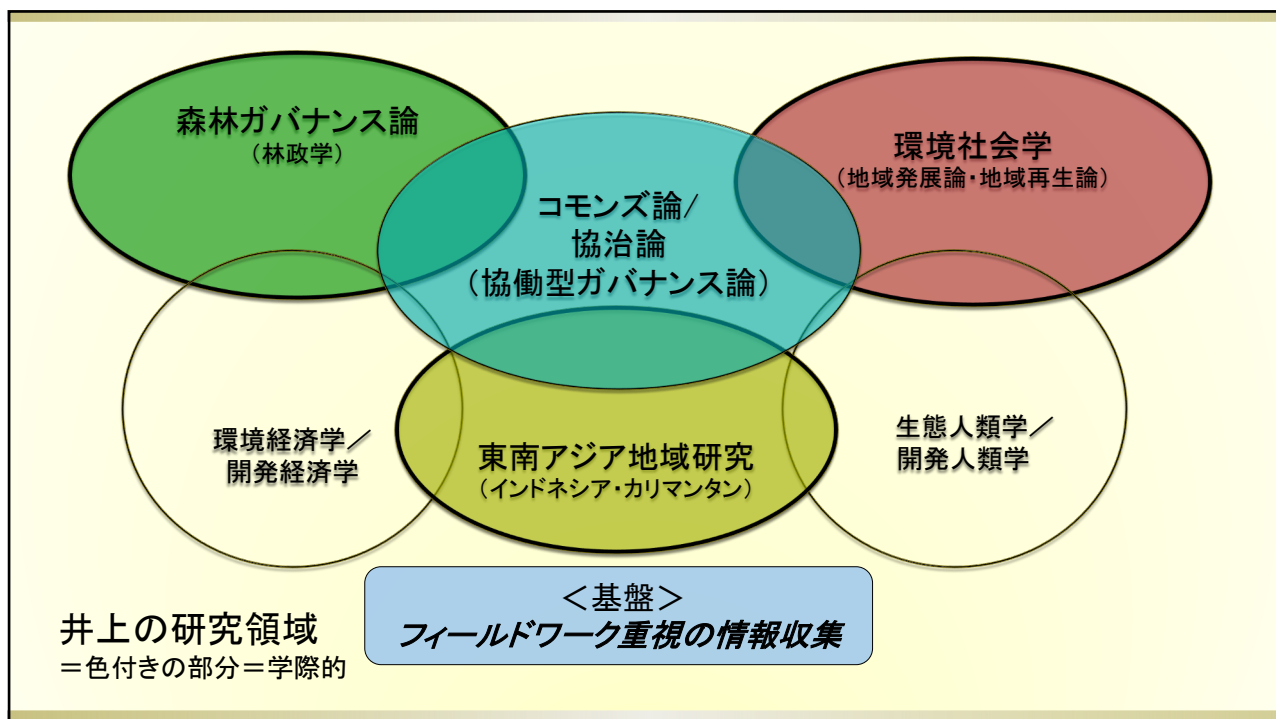 森林ガバナンス論
（林政学）
環境社会学
（地域発展論・地域再生論）
コモンズ論/
協治論
（協働型ガバナンス論）
環境経済学／
開発経済学
東南アジア地域研究
（インドネシア・カリマンタン）
生態人類学／
開発人類学
＜基盤＞
フィールドワーク重視の情報収集
井上の研究領域
＝色付きの部分＝学際的